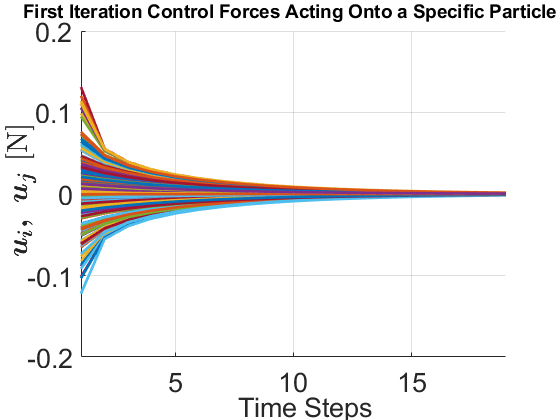 First Iteration Control Forces Acting Onto a Specific Particle
0.2
0.1
0
-0.1
-0.2
u_i, u_j [N]
5 10 15
Time Steps